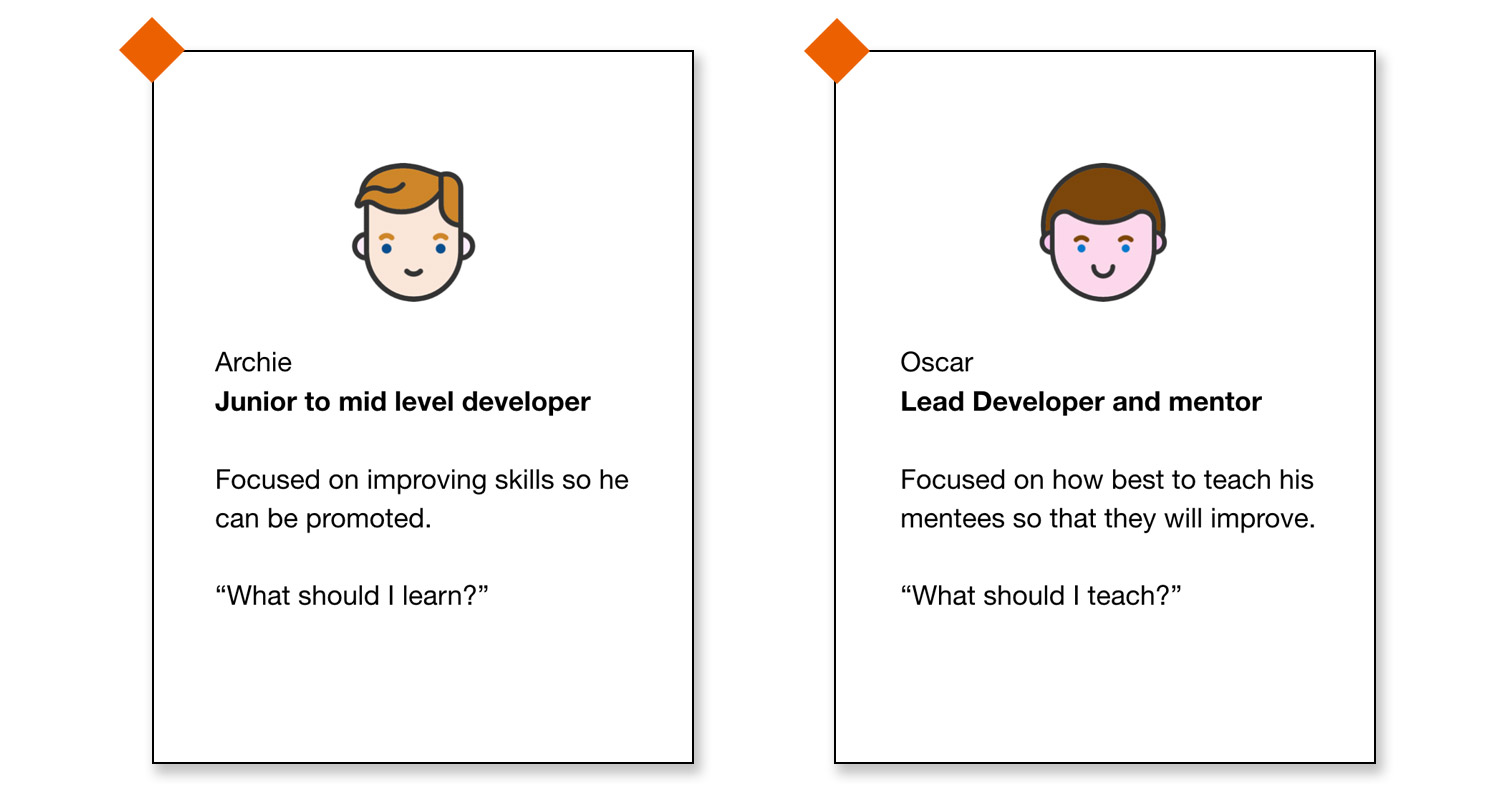 Archie
Junior to mid level developer
Focused on improving skills so he
can be promoted.
“What should I learn?”
Oscar
Lead Developer and mentor
Focused on how best to teach his
mentees so that they will improve.
“What should I teach?”